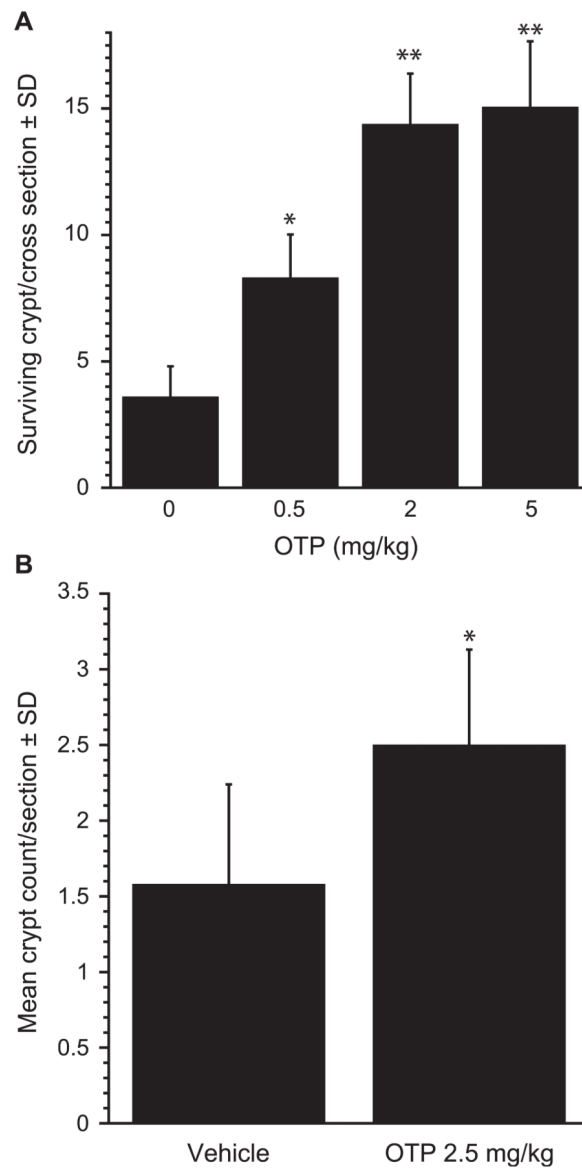 A
Surviving crypt/cross section ± SD
15
10
5
0
*
**
**
0 0.5 2 5
OTP (mg/kg)
B
Mean crypt count/section ± SD
3.5
3
2.5
2
1.5
1
0.5
0
*
Vehicle OTP 2.5 mg/kg